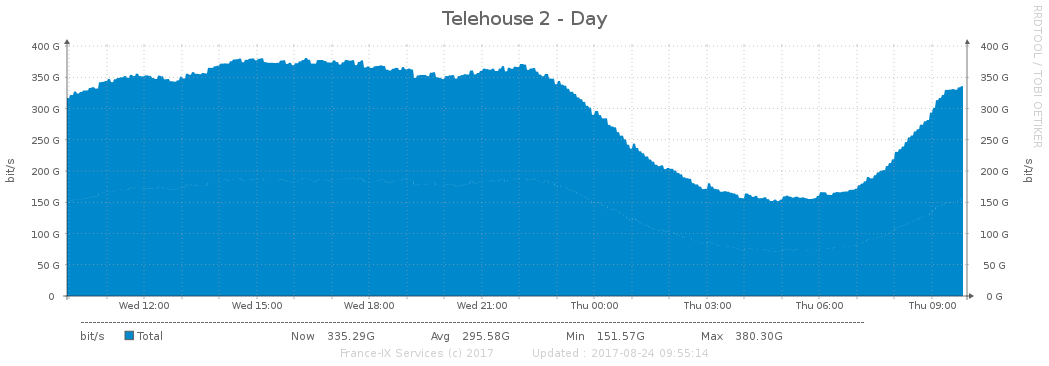 Telehouse 2 - Day
RRDTOOL / TOBI OETIKER
400 G 400 G
350 G 350 G
300 G 300 G
250 G 250 G
200 G 200 G
150 G 150 G
100 G 100 G
50 G 50 G
0 0 G
bit/s bit/s
Wed 12:00 Wed 15:00 Wed 18:00 Wed 21:00 Thu 00:00 Thu 03:00 Thu 06:00 Thu 09:00
bit/s Total Now 335.29G Avg 295.58G Min 151.57G Max 380.30G
France-IX Services (c) 2017 Updated : 2017-08-24 09:55:14